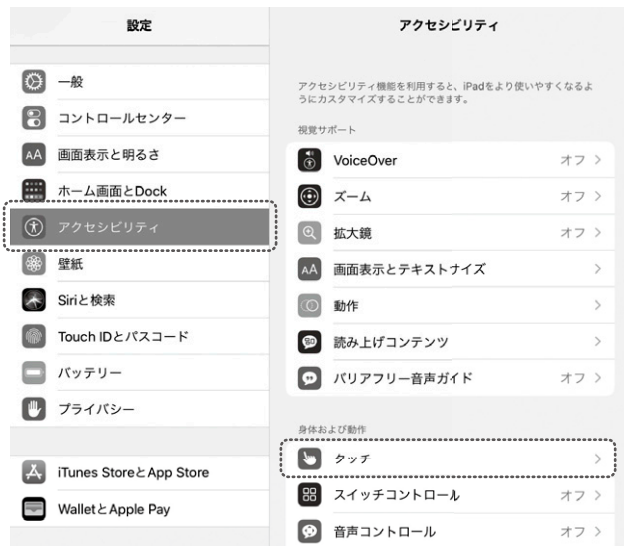 設定
一般
コントロールセンター
画面表示と明るさ
ホーム画面とDock
アクセシビリティ
壁紙
Siriと検索
Touch IDとパスコード
バッテリー
プライバシー
iTunes StoreとApp Store
WalletとApple Pay
アクセシビリティ
アクセシビリティ機能を利用すると、iPadをより使いやすくなるよ
うにカスタマイズすることができます。
視覚サポート
VoiceOver オフ
ズーム オフ
拡大鏡 オフ
AA 画面表示とテキストサイズ
動作
読み上げコンテンツ
バリアフリー音声ガイド オフ
身体および動作
タッチ
スイッチコントロール オフ
音声コントロール オフ